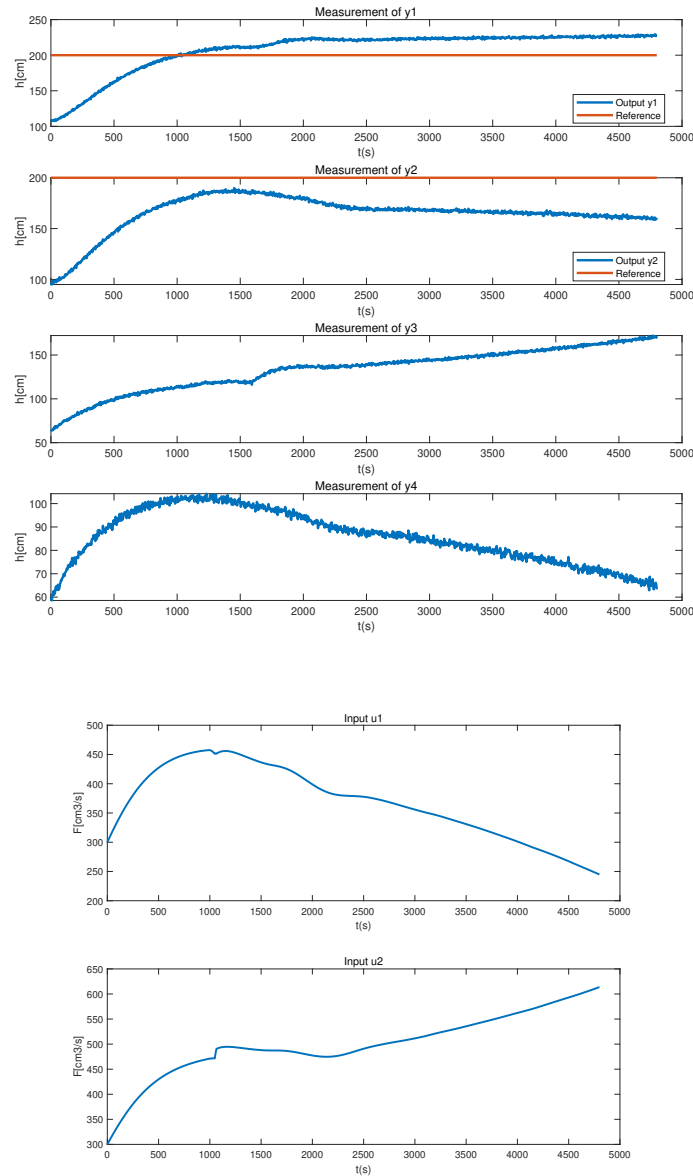 Measurement of y1
250
200
150
100
h[cm]
Output y1
Reference
0 500 1000 1500 2000 2500 3000 3500 4000 4500 5000
t(s)
Measurement of y2
200
150
100
h[cm]
Output y2
Reference
0 500 1000 1500 2000 2500 3000 3500 4000 4500 5000
t(s)
Measurement of y3
150
100
50
h[cm]
0 500 1000 1500 2000 2500 3000 3500 4000 4500 5000
t(s)
Measurement of y4
100
90
80
70
60
h[cm]
0 500 1000 1500 2000 2500 3000 3500 4000 4500 5000
t(s)
Input u1
500
450
400
350
300
250
200
F[cm3/s]
0 500 1000 1500 2000 2500 3000 3500 4000 4500 5000
t(s)
Input u2
650
600
550
500
450
400
350
300
F[cm3/s]
0 500 1000 1500 2000 2500 3000 3500 4000 4500 5000
t(s)